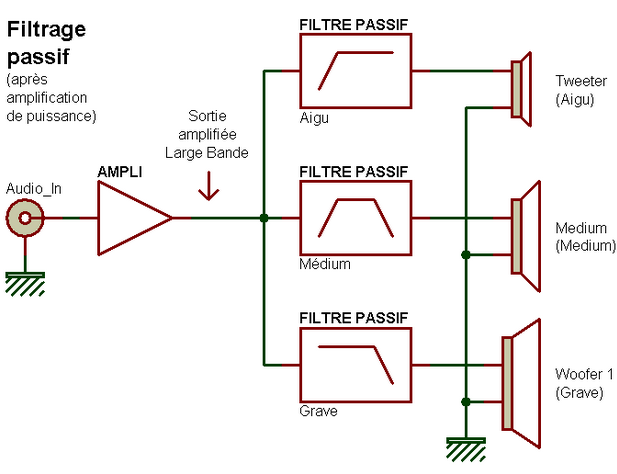 Filtrage
passif
(après
amplification
de puissance)
FILTRE PASSIF
Aigu
Tweeter
(Aigu)
Sortie
amplifiée
Large Bande
AMPLI
Audio_In
FILTRE PASSIF
Médium
Medium
(Medium)
FILTRE PASSIF
Grave
Woofer 1
(Grave)